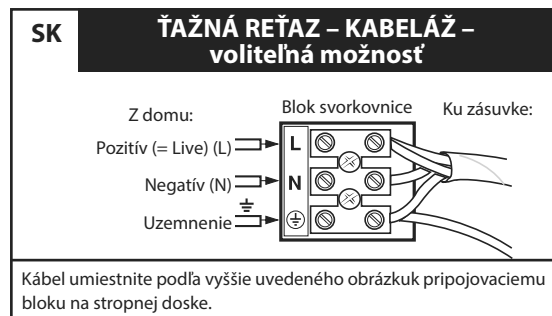 SK
ŤAŽNÁ REŤAZ – KABELÁŽ –
voliteľná možnosť
Z domu:
Blok svorkovnice
Ku zásuvke:
Pozitív (= Live) (L)
L
Negatív (N)
N
Uzemnenie
Kábel umiestnite podľa vyššie uvedeného obrázkuk pripojovaciemu
bloku na stropnej doske.